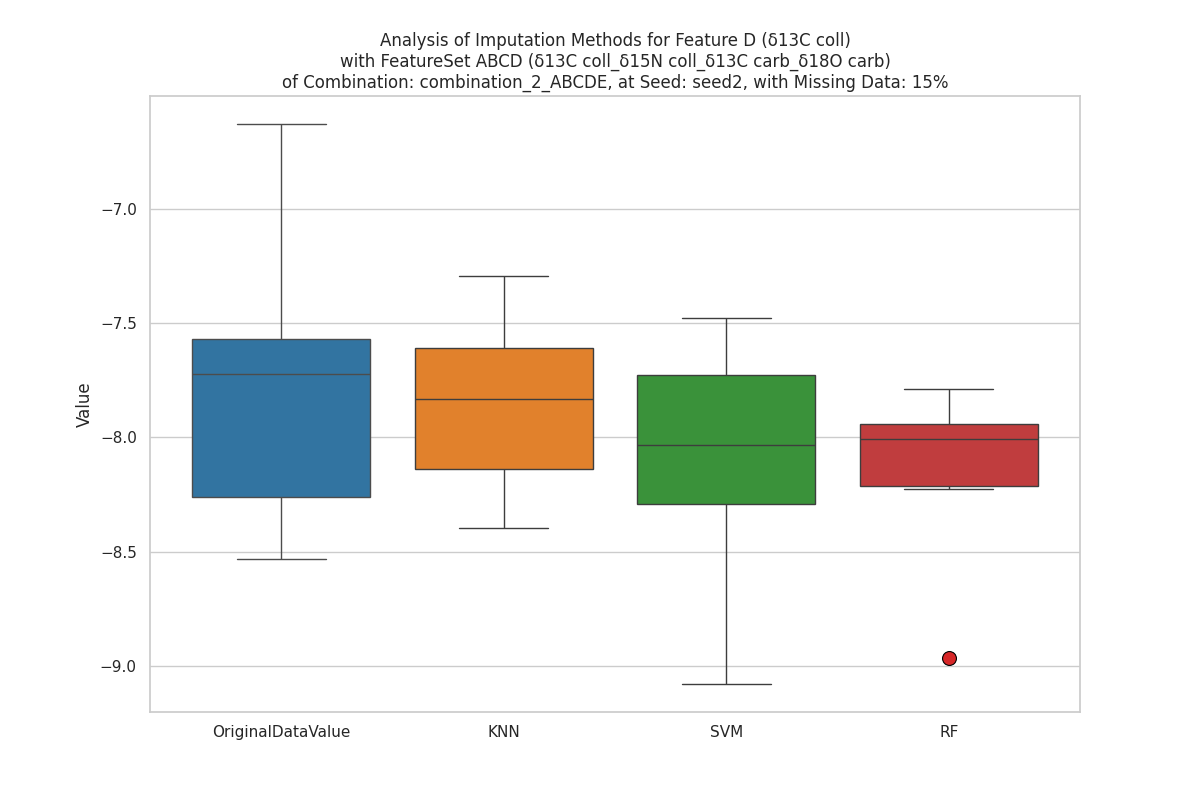 Analysis of Imputation Methods for Feature D (δ13C coll)
with FeatureSet ABCD (δ13C coll_δ15N coll_δ13C carb_δ18O carb)
of Combination: combination_2_ABCDE, at Seed: seed2, with Missing Data: 15%
−7.0
−7.5
−8.0
−8.5
−9.0
Value
OriginalDataValue
KNN
SVM
RF